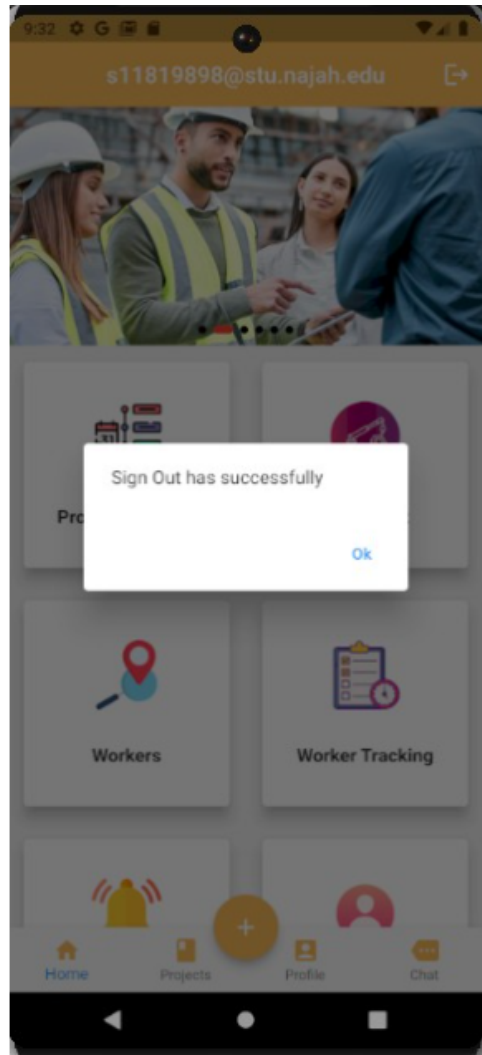 9:32 G
s11819898@stu.najah.edu
Sign Out has successfully
Ok
Workers
Worker Tracking
Home
Projects
Profile
Chat